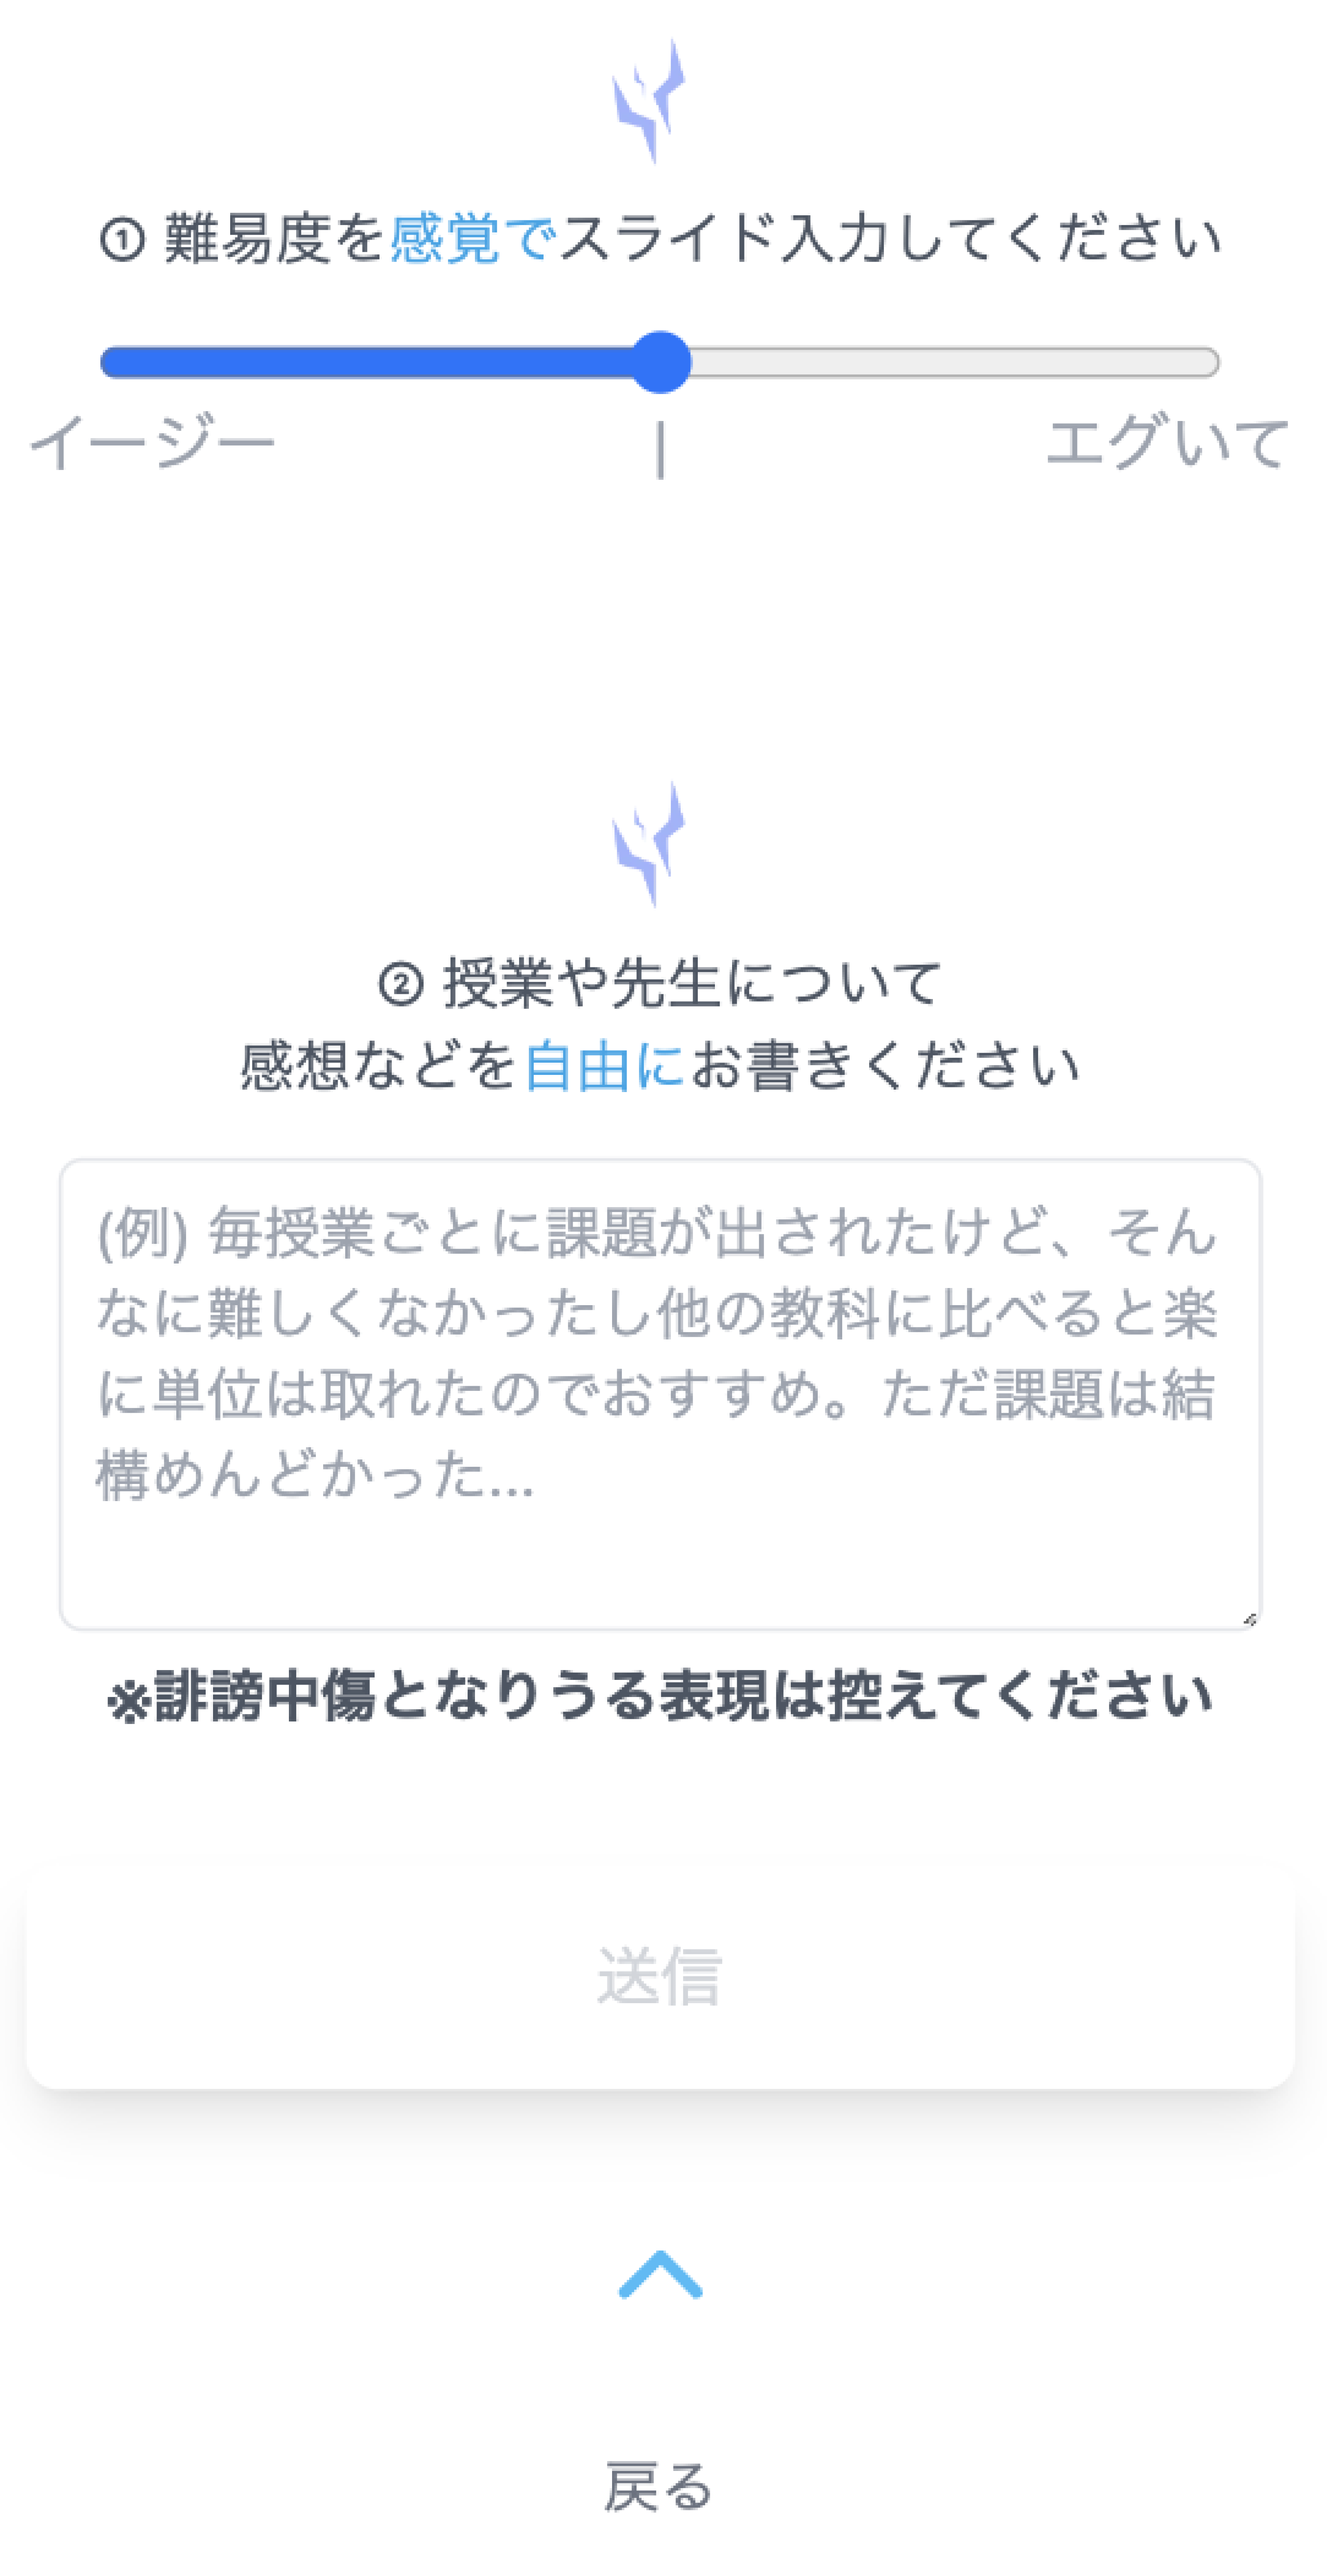 ① 難易度を感覚でスライド入力してください
イージー | エグいて
② 授業や先生について
感想などを自由にお書きください
(例) 毎授業ごとに課題が出されたけど、そん
なに難しくなかったし他の教科に比べると楽
に単位は取れたのでおすすめ。ただ課題は結
構めんどかった...
※誹謗中傷となりうる表現は控えてください
送信
戻る